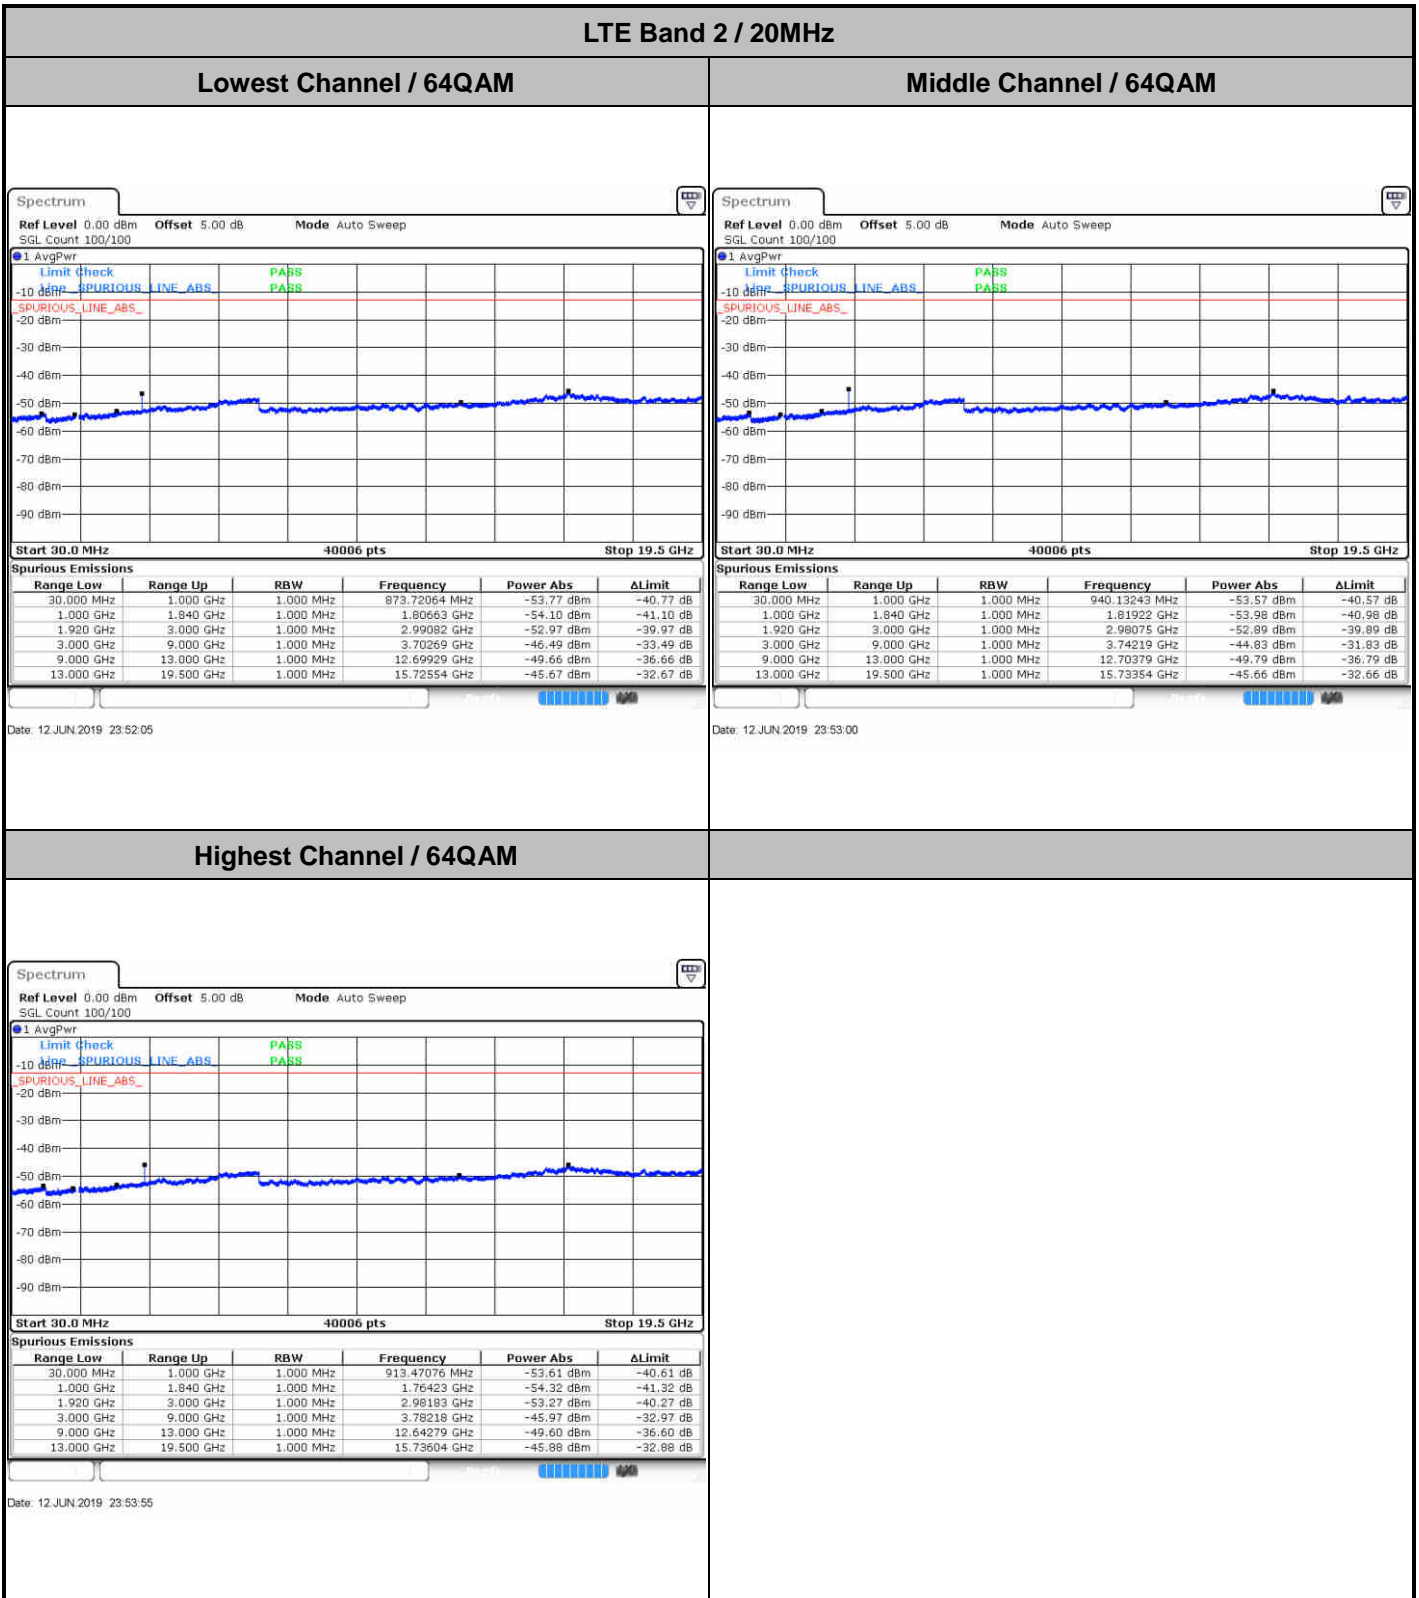 LTE Band 2 / 20MHz
Lowest Channel / 64QAM
Middle Channel / 64QAM
Spectrum
Ref Level 0.00 dBm Offset 5.00 dB Mode Auto Sweep
SGL Count 100/100
1 AvgPwr
Limit Check PASS
Line _SPURIOUS_LINE_ABS_ PASS
-10 dBm
_SPURIOUS_LINE_ABS_
-20 dBm
-30 dBm
-40 dBm
-50 dBm
-60 dBm
-70 dBm
-80 dBm
-90 dBm
Start 30.0 MHz 40006 pts Stop 19.5 GHz
Spurious Emissions
Range Low Range Up RBW Frequency Power Abs ΔLimit
30.000 MHz 1.000 GHz 1.000 MHz 873.72064 MHz -53.77 dBm -40.77 dB
1.000 GHz 1.840 GHz 1.000 MHz 1.80663 GHz -54.10 dBm -41.10 dB
1.920 GHz 3.000 GHz 1.000 MHz 2.99082 GHz -52.97 dBm -39.97 dB
3.000 GHz 9.000 GHz 1.000 MHz 3.70269 GHz -46.49 dBm -33.49 dB
9.000 GHz 13.000 GHz 1.000 MHz 12.69929 GHz -49.66 dBm -36.66 dB
13.000 GHz 19.500 GHz 1.000 MHz 15.72554 GHz -45.67 dBm -32.67 dB
Date: 12.JUN.2019 23:52:05
Spectrum
Ref Level 0.00 dBm Offset 5.00 dB Mode Auto Sweep
SGL Count 100/100
1 AvgPwr
Limit Check PASS
Line _SPURIOUS_LINE_ABS_ PASS
-10 dBm
_SPURIOUS_LINE_ABS_
-20 dBm
-30 dBm
-40 dBm
-50 dBm
-60 dBm
-70 dBm
-80 dBm
-90 dBm
Start 30.0 MHz 40006 pts Stop 19.5 GHz
Spurious Emissions
Range Low Range Up RBW Frequency Power Abs ΔLimit
30.000 MHz 1.000 GHz 1.000 MHz 940.13243 MHz -53.57 dBm -40.57 dB
1.000 GHz 1.840 GHz 1.000 MHz 1.81922 GHz -53.98 dBm -40.98 dB
1.920 GHz 3.000 GHz 1.000 MHz 2.98075 GHz -52.89 dBm -39.89 dB
3.000 GHz 9.000 GHz 1.000 MHz 3.74219 GHz -44.83 dBm -31.83 dB
9.000 GHz 13.000 GHz 1.000 MHz 12.70379 GHz -49.79 dBm -36.79 dB
13.000 GHz 19.500 GHz 1.000 MHz 15.73354 GHz -45.66 dBm -32.66 dB
Date: 12.JUN.2019 23:53:00
Highest Channel / 64QAM
Spectrum
Ref Level 0.00 dBm Offset 5.00 dB Mode Auto Sweep
SGL Count 100/100
1 AvgPwr
Limit Check PASS
Line _SPURIOUS_LINE_ABS_ PASS
-10 dBm
_SPURIOUS_LINE_ABS_
-20 dBm
-30 dBm
-40 dBm
-50 dBm
-60 dBm
-70 dBm
-80 dBm
-90 dBm
Start 30.0 MHz 40006 pts Stop 19.5 GHz
Spurious Emissions
Range Low Range Up RBW Frequency Power Abs ΔLimit
30.000 MHz 1.000 GHz 1.000 MHz 913.47076 MHz -53.61 dBm -40.61 dB
1.000 GHz 1.840 GHz 1.000 MHz 1.76423 GHz -54.32 dBm -41.32 dB
1.920 GHz 3.000 GHz 1.000 MHz 2.98183 GHz -53.27 dBm -40.27 dB
3.000 GHz 9.000 GHz 1.000 MHz 3.78218 GHz -45.97 dBm -32.97 dB
9.000 GHz 13.000 GHz 1.000 MHz 12.64279 GHz -49.60 dBm -36.60 dB
13.000 GHz 19.500 GHz 1.000 MHz 15.73604 GHz -45.88 dBm -32.88 dB
Date: 12.JUN.2019 23:53:55